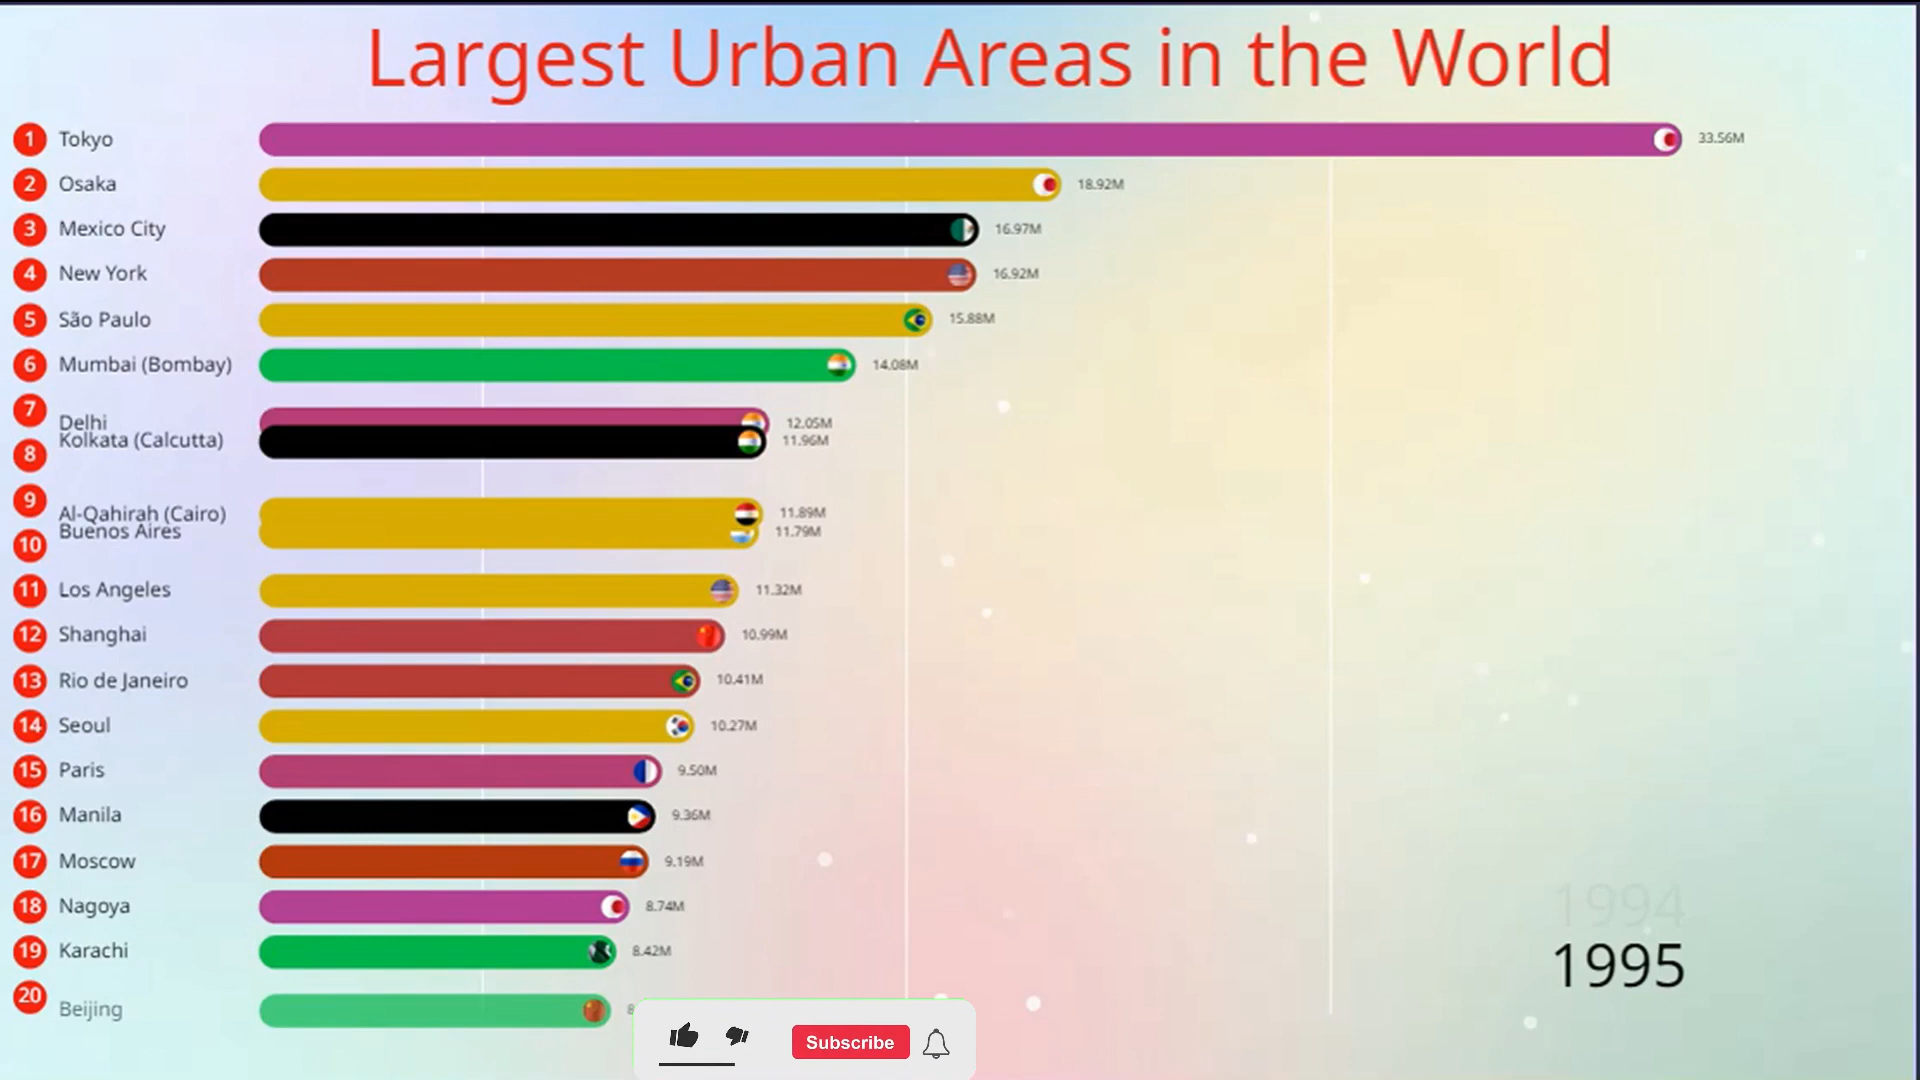 Largest Urban Areas in the World
1 Tokyo 33.56M
2 Osaka 18.92M
3 Mexico City 16.97M
4 New York 16.92M
5 São Paulo 15.88M
6 Mumbai (Bombay) 14.08M
7 Delhi 12.05M
8 Kolkata (Calcutta) 11.96M
9 Al-Qahirah (Cairo) 11.89M
10 Buenos Aires 11.79M
11 Los Angeles 11.32M
12 Shanghai 10.99M
13 Rio de Janeiro 10.41M
14 Seoul 10.27M
15 Paris 9.50M
16 Manila 9.36M
17 Moscow 9.19M
18 Nagoya 8.74M
1994
19 Karachi 8.42M
1995
20 Beijing
Subscribe